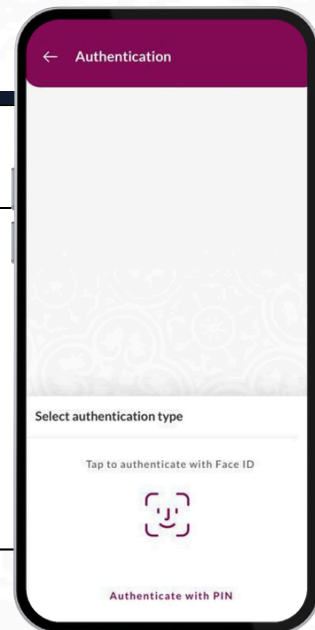 Authentication
Select authentication type
Tap to authenticate with Face ID
Authenticate with PIN